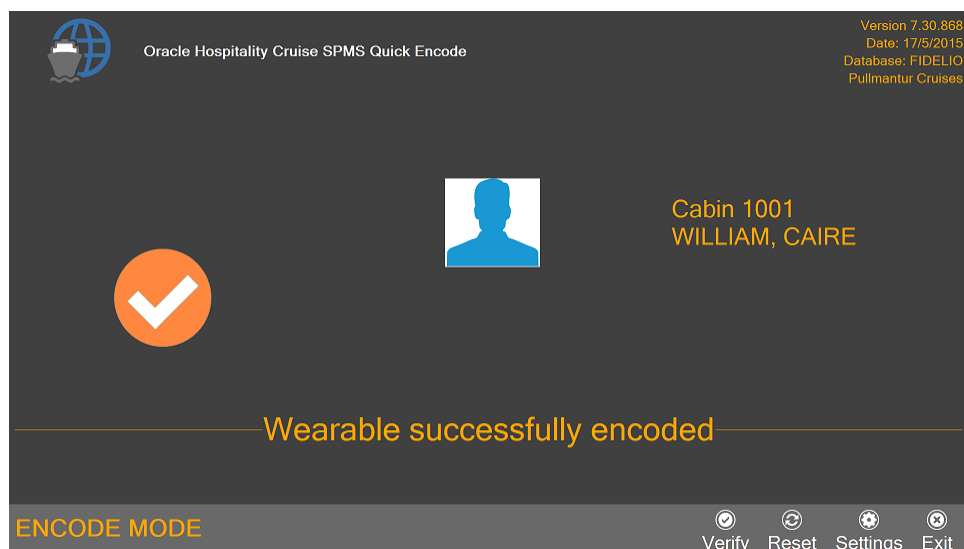 Oracle Hospitality Cruise SPMS Quick Encode
Version 7.30.868
Date: 17/5/2015
Database: FIDELIO
Pullmantur Cruises
Cabin 1001
WILLIAM, CAIRE
Wearable successfully encoded
ENCODE MODE
Verify Reset Settings Exit